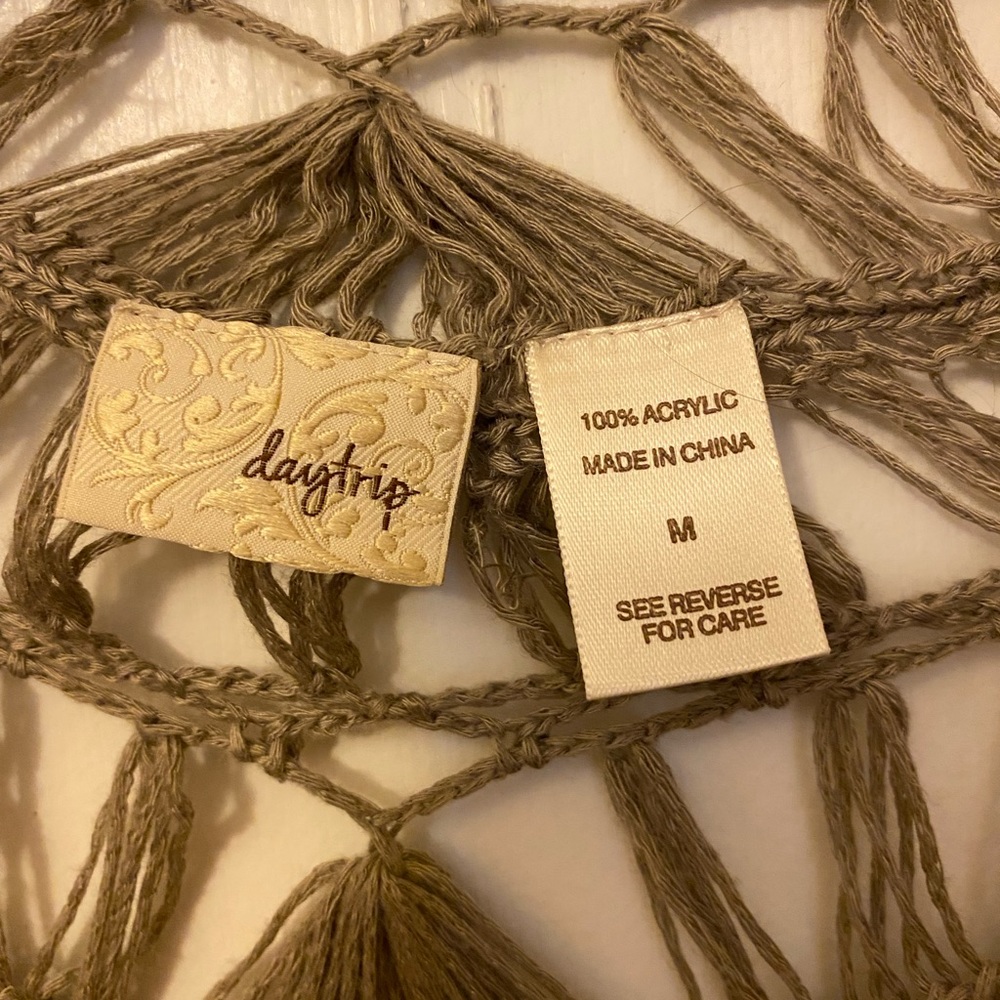 daytrip
100% ACRYLIC
MADE IN CHINA
M
SEE REVERSE
FOR CARE